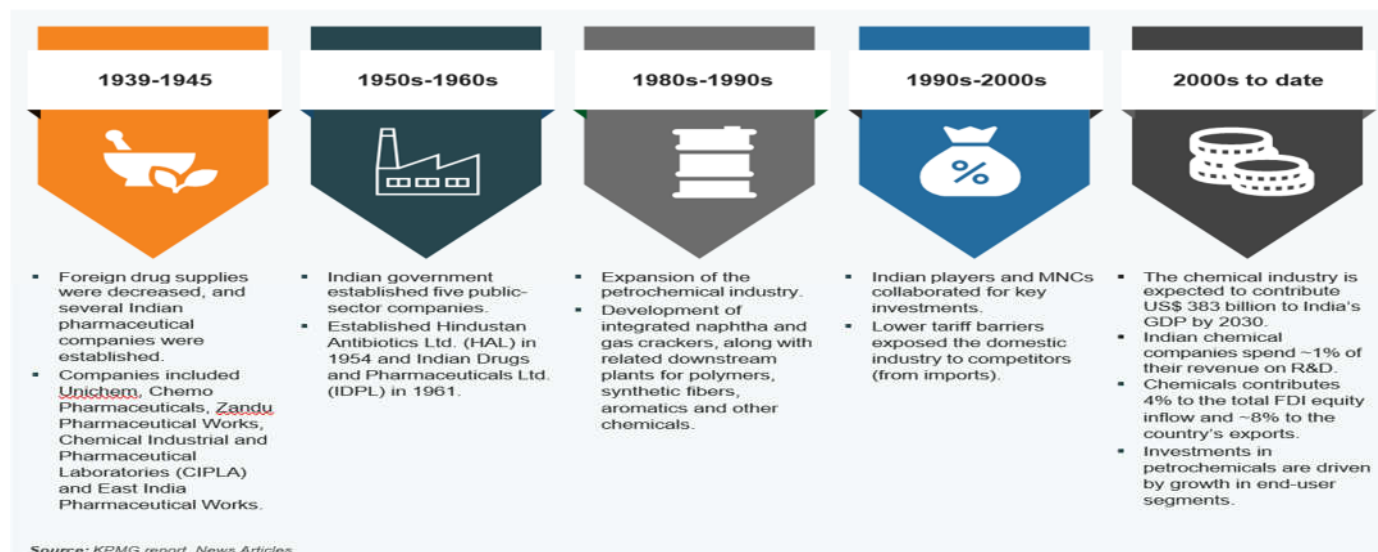 1939-1945
Foreign drug supplies
were decreased, and
several Indian
pharmaceutical
companies were
established.
Companies included
Unichem, Chemo
Pharmaceuticals, Zandu
Pharmaceutical Works,
Chemical Industrial and
Pharmaceutical
Laboratories (CIPLA)
and East India
Pharmaceutical Works.
1950s-1960s
Indian government
established five public-
sector companies.
Established Hindustan
Antibiotics Ltd. (HAL) in
1954 and Indian Drugs
and Pharmaceuticals Ltd.
(IDPL) in 1961.
1980s-1990s
Expansion of the
petrochemical industry.
Development of
integrated naphtha and
gas crackers, along with
related downstream
plants for polymers,
synthetic fibers,
aromatics and other
chemicals.
1990s-2000s
%
Indian players and MNCs
collaborated for key
investments.
Lower tariff barriers
exposed the domestic
industry to competitors
(from imports).
2000s to date
The chemical industry is
expected to contribute
US$ 383 billion to India's
GDP by 2030.
Indian chemical
companies spend ~1% of
their revenue on R&D.
Chemicals contributes
4% to the total FDI equity
inflow and ~8% to the
country's exports.
Investments in
petrochemicals are driven
by growth in end-user
segments.
Source: KPMG report, News Articles